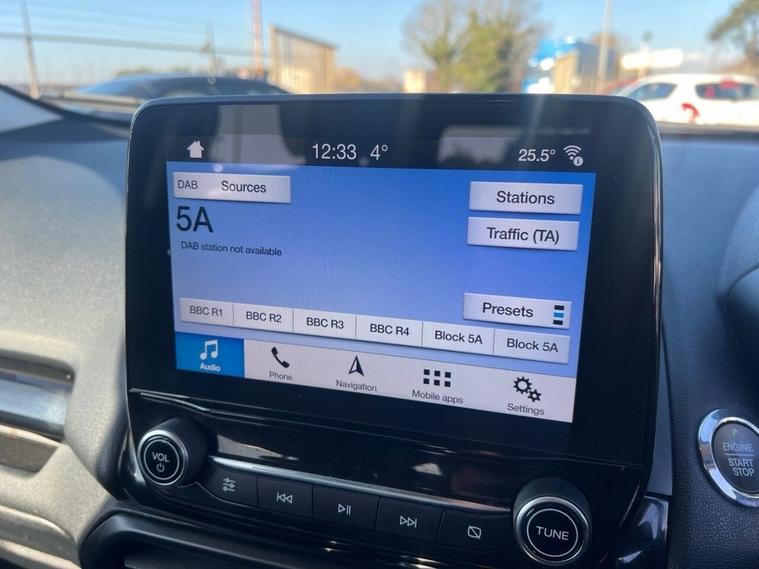 12:33 4° 25.5°
DAB Sources
Stations
5A
DAB station not available
Traffic (TA)
Presets
BBC R1 BBC R2 BBC R3 BBC R4 Block 5A Block 5A
Audio Phone Navigation Mobile apps Settings
VOL
TUNE
ENGINE
START
STOP